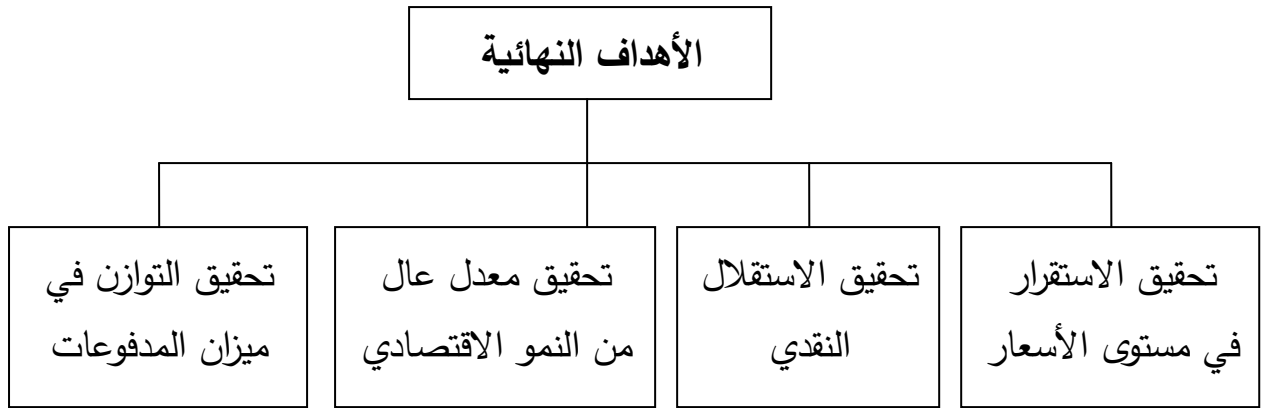 الأهداف النهائية
تحقيق الاستقرار
في مستوى الأسعار
تحقيق الاستقلال
النقدي
تحقيق معدل عال
من النمو الاقتصادي
تحقيق التوازن في
ميزان المدفوعات